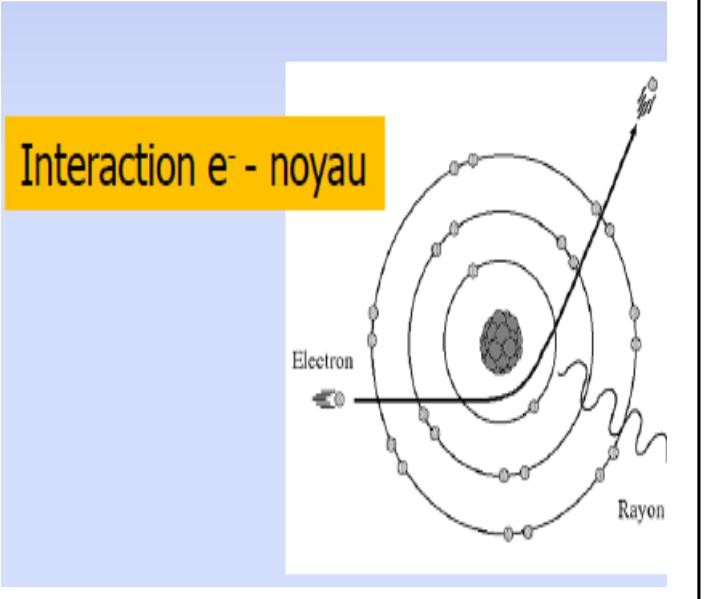 Interaction e⁻ - noyau
Electron
Rayon